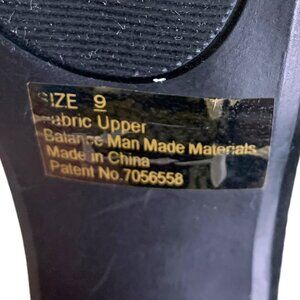 SIZE 9
Fabric Upper
Balance Man Made Materials
Made in China
Patent No.7056558